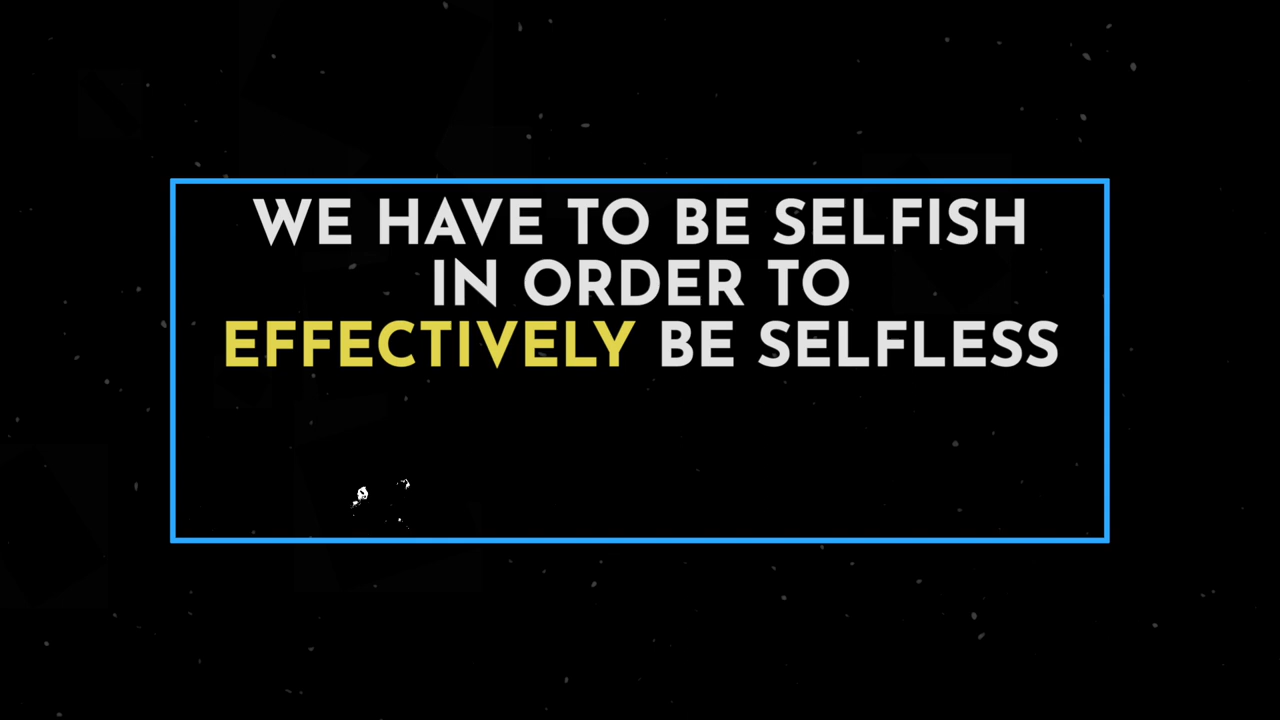 WE HAVE TO BE SELFISH
IN ORDER TO
EFFECTIVELY BE SELFLESS